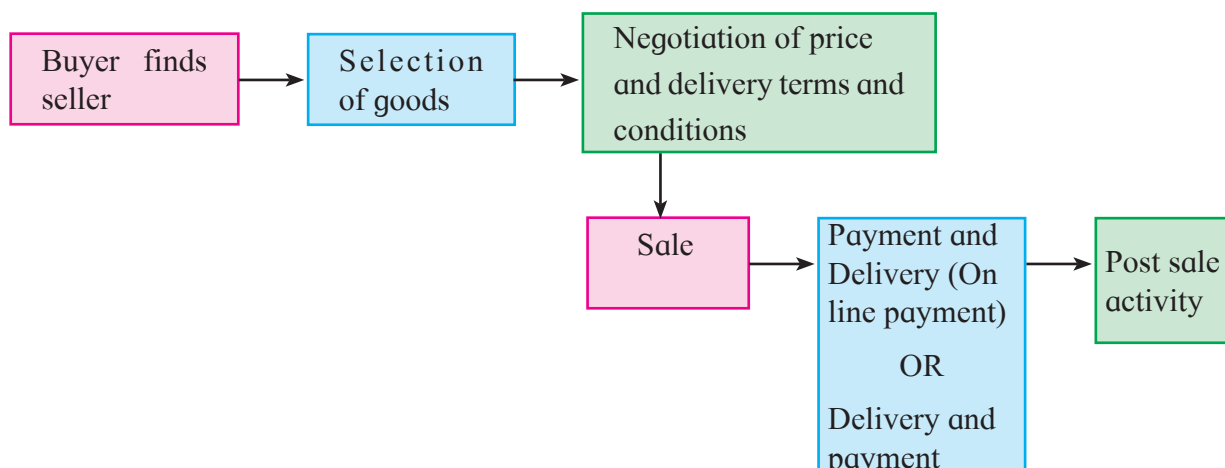 Buyer finds
seller
Selection
of goods
Negotiation of price
and delivery terms and
conditions
Sale
Payment and
Delivery (On
line payment)
OR
Delivery and
payment
Post sale
activity